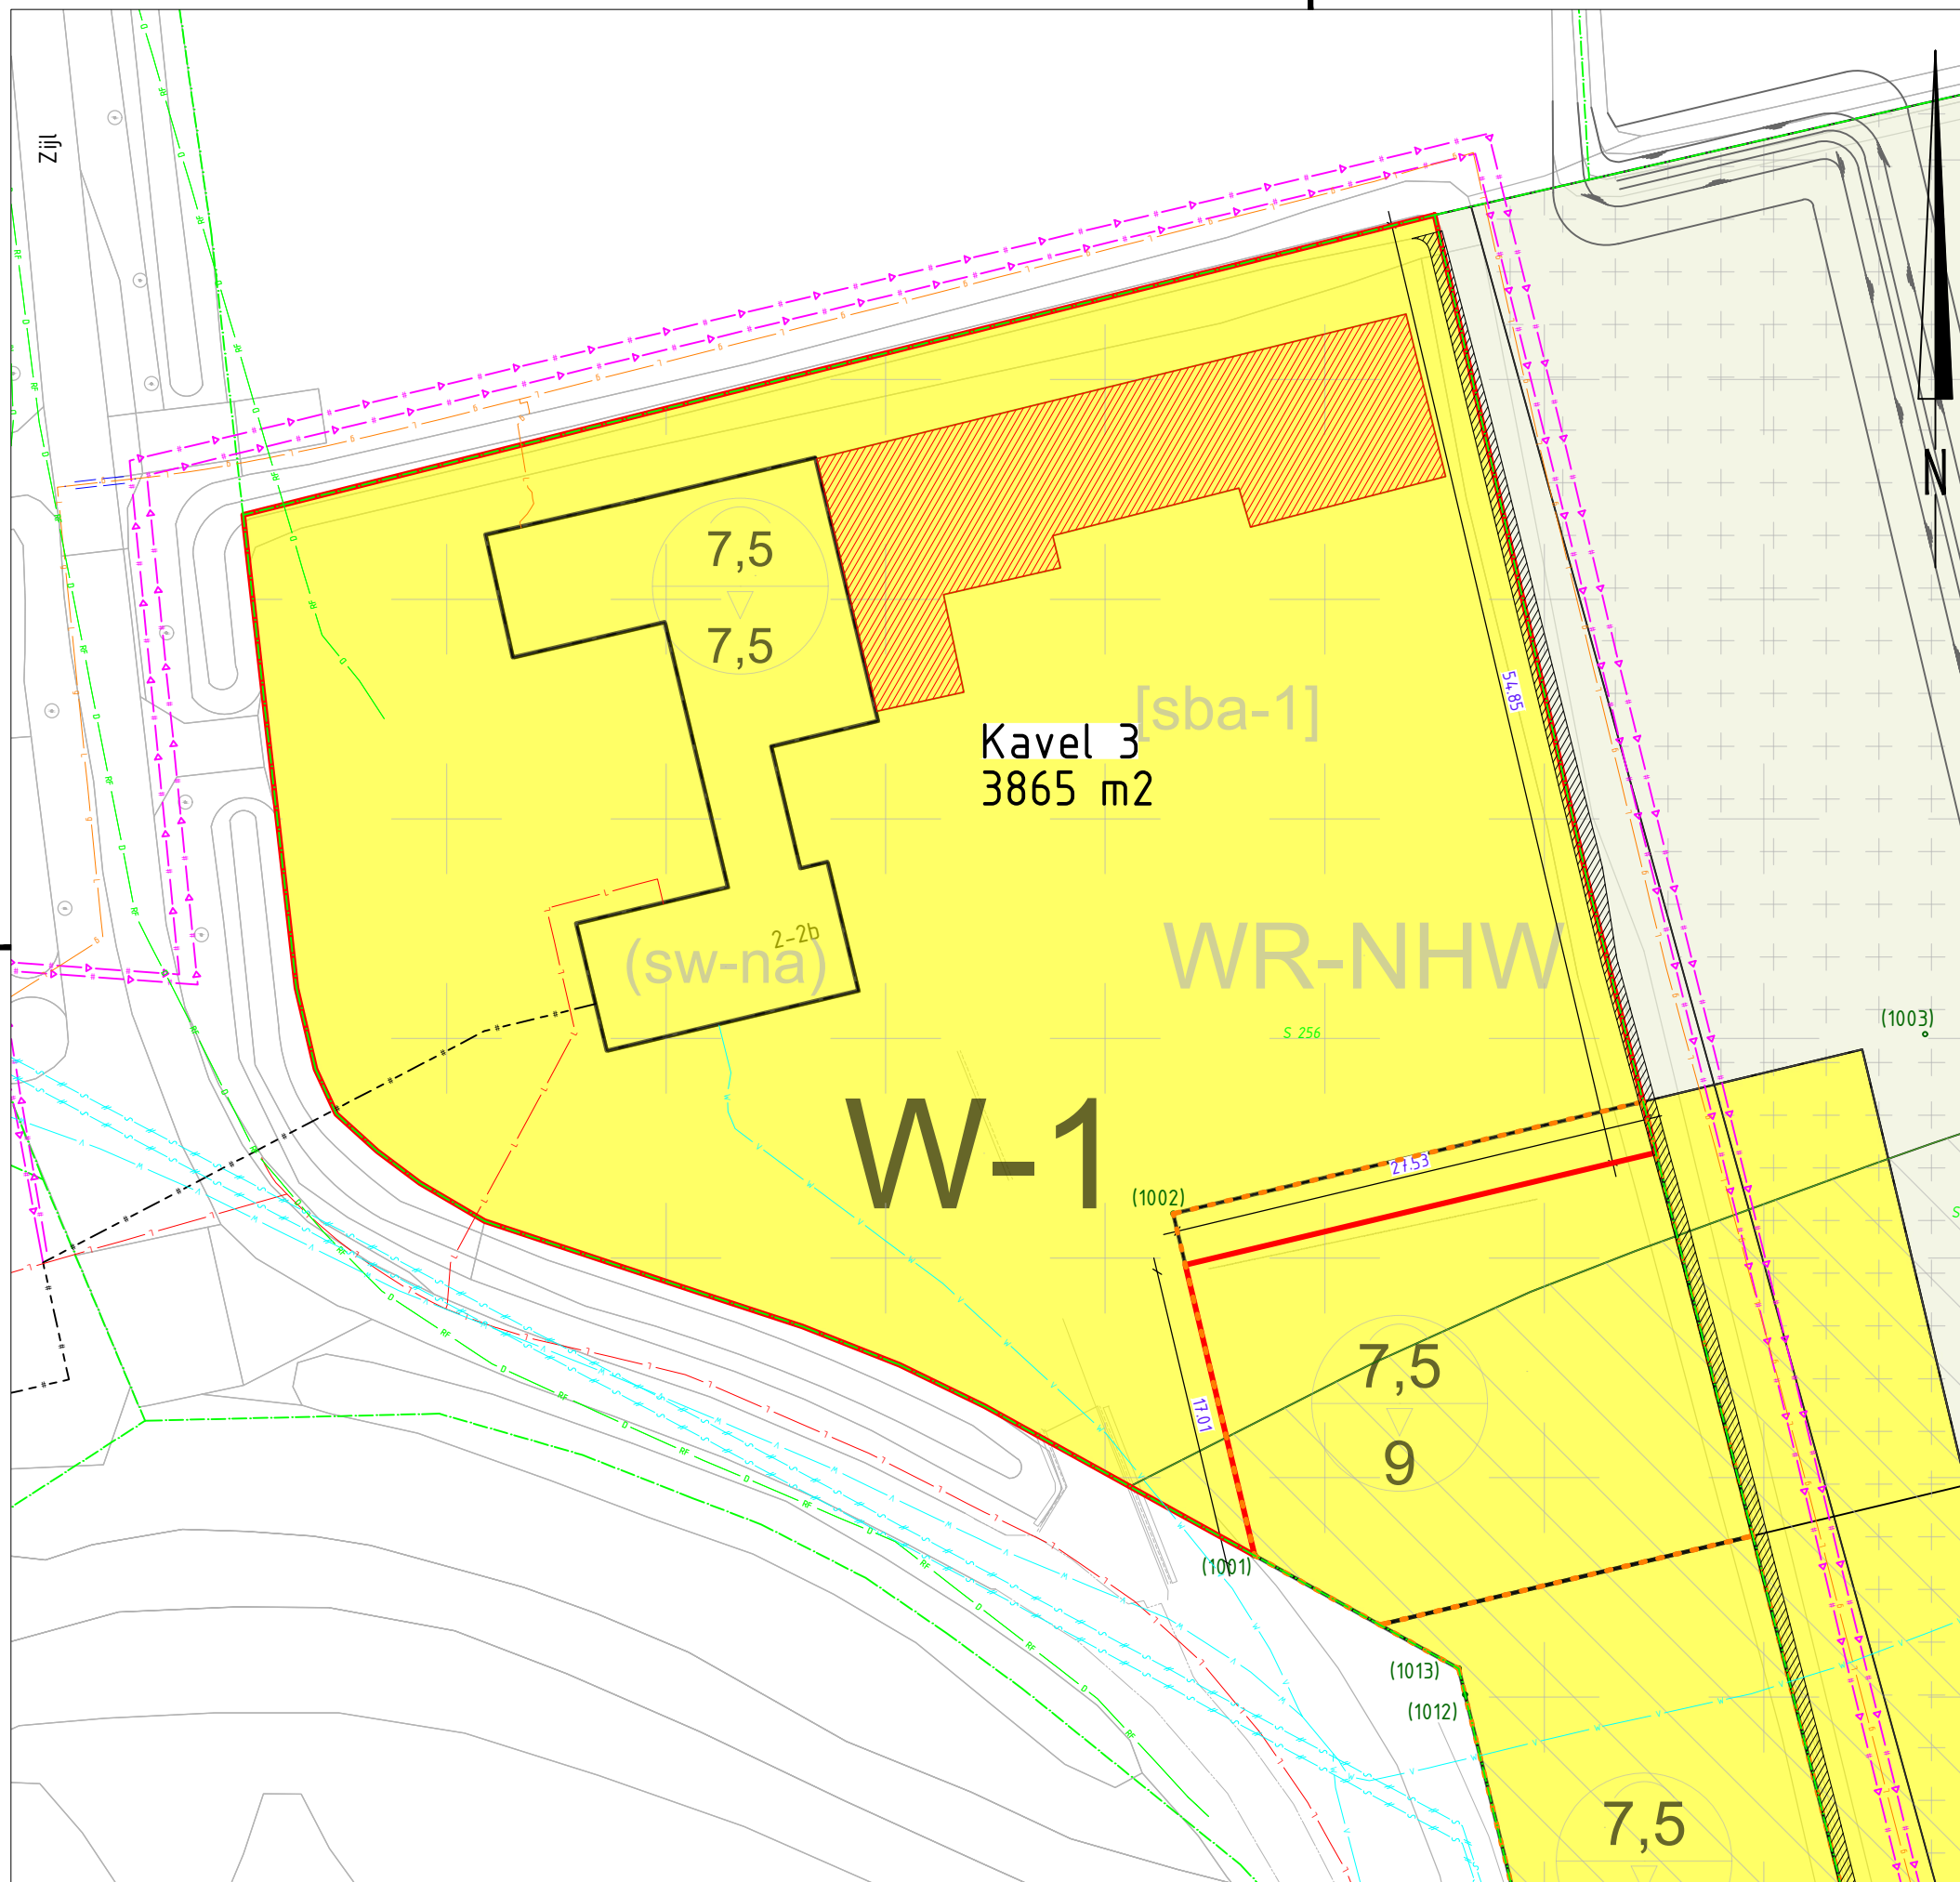 Zijl
N
7,5
7,5
[sba-1]
54.85
Kavel 3
3865 m2
2-2b
(sw-na)
WR-NHW
S 256
(1003)
W-1
27.53
(1002)
7,5
9
17.01
(1001)
(1013)
(1012)
7,5